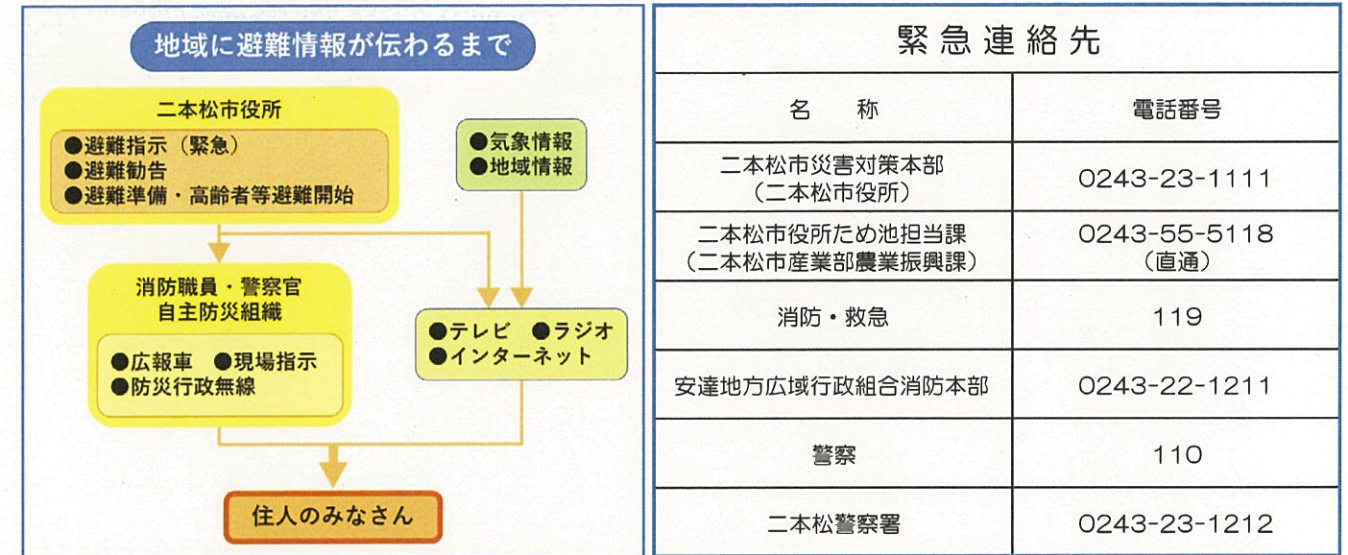 地域に避難情報が伝わるまで
二本松市役所
●避難指示（緊急）
●避難勧告
●避難準備・高齢者等避難開始
●気象情報
●地域情報
消防職員・警察官
自主防災組織
●広報車　●現場指示
●防災行政無線
●テレビ　●ラジオ
●インターネット
住人のみなさん
緊急連絡先
名　称　電話番号
二本松市災害対策本部
（二本松市役所）
0243-23-1111
二本松市役所ため池担当課
（二本松市産業部農業振興課）
0243-55-5118
（直通）
消防・救急　119
安達地方広域行政組合消防本部　0243-22-1211
警察　110
二本松警察署　0243-23-1212